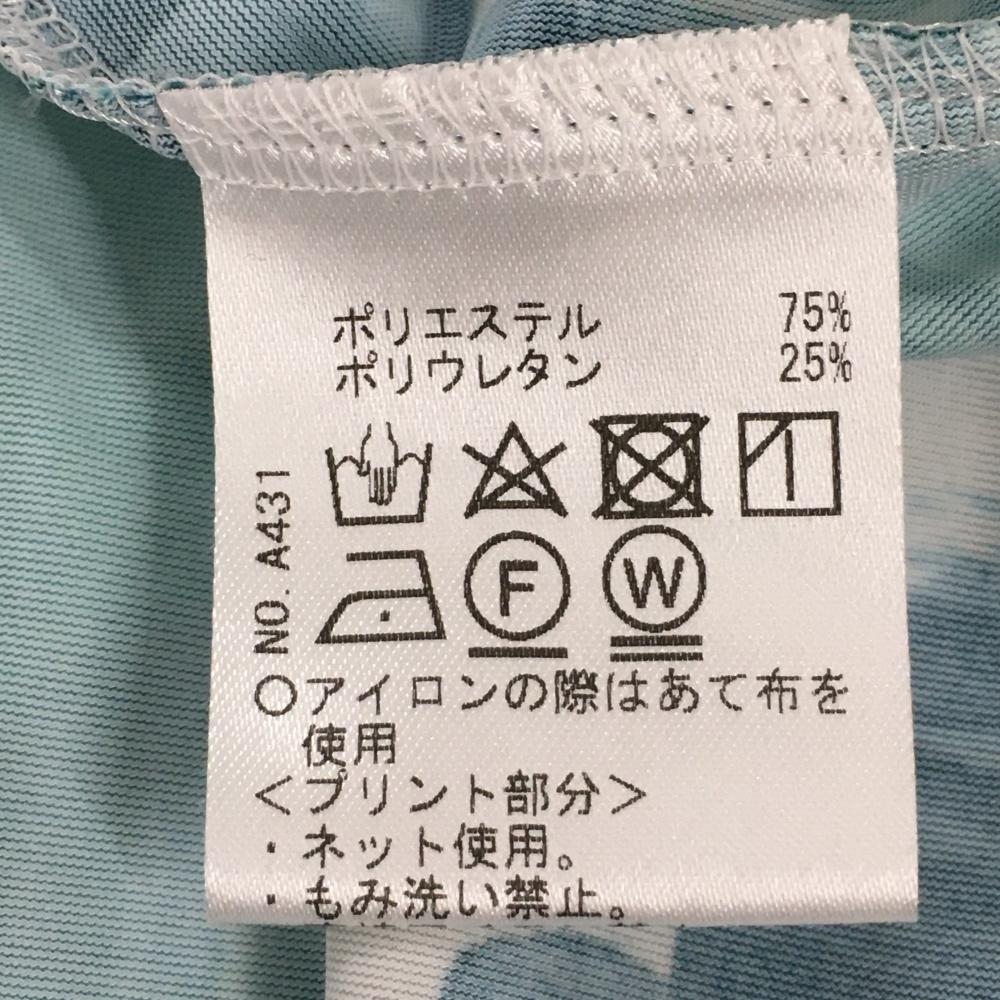 ポリエステル 75%
ポリウレタン 25%
NO. A431
F
W
○アイロンの際はあて布を
使用
<プリント部分>
・ネット使用。
・もみ洗い禁止。